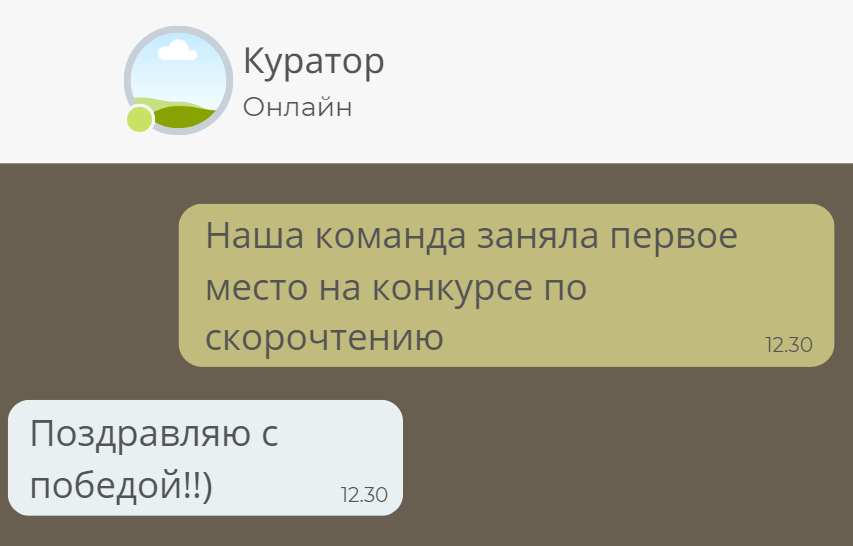 Куратор
Онлайн
Наша команда заняла первое
место на конкурсе по
скорочтению
12.30
Поздравляю с
победой!!)
12.30